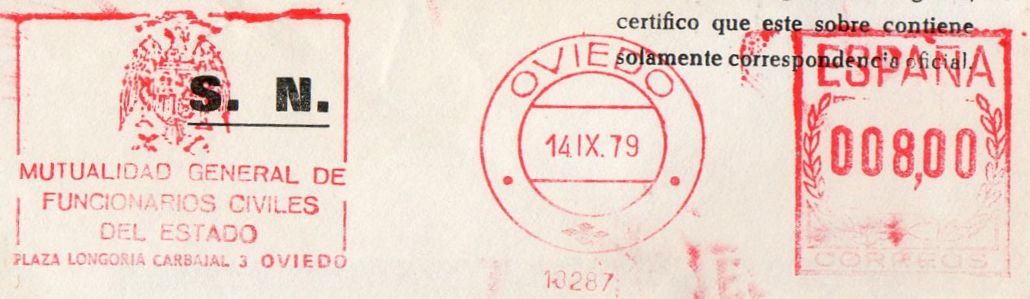 certifico que este sobre contiene
solamente correspondencia oficial.
S. N.
MUTUALIDAD GENERAL DE
FUNCIONARIOS CIVILES
DEL ESTADO
PLAZA LONGORIA CARBAJAL 3 OVIEDO
OVIEDO
14 IX. 79
18287
ESPAÑA
008,00
CORREOS